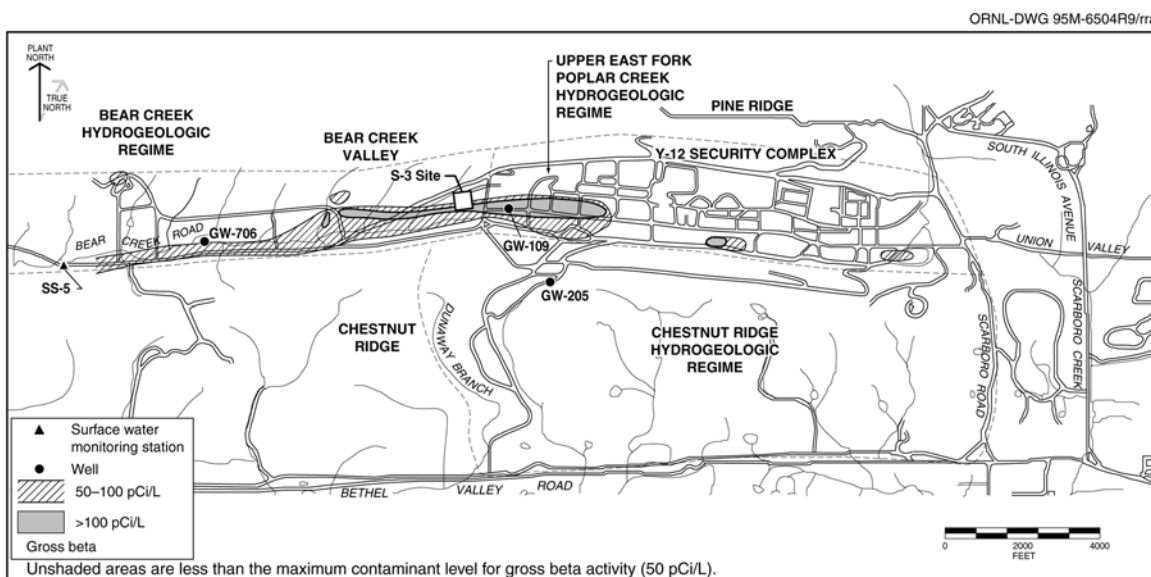 ORNL-DWG 95M-6504R9/rra
PLANT
NORTH
TRUE
NORTH
BEAR CREEK
HYDROGEOLOGIC
REGIME
BEAR CREEK
VALLEY
UPPER EAST FORK
POPLAR CREEK
HYDROGEOLOGIC
REGIME
PINE RIDGE
Y-12 SECURITY COMPLEX
SOUTH ILLINOIS AVENUE
S-3 Site
BEAR CREEK ROAD
GW-706
GW-109
UNION VALLEY
SS-5
GW-205
CHESTNUT
RIDGE
DUNAWAY BRANCH
CHESTNUT RIDGE
HYDROGEOLOGIC
REGIME
SCARBORO ROAD
SCARBORO CREEK
BETHEL VALLEY ROAD
Surface water
monitoring station
Well
50–100 pCi/L
>100 pCi/L
Gross beta
0 2000 4000
FEET
Unshaded areas are less than the maximum contaminant level for gross beta activity (50 pCi/L).